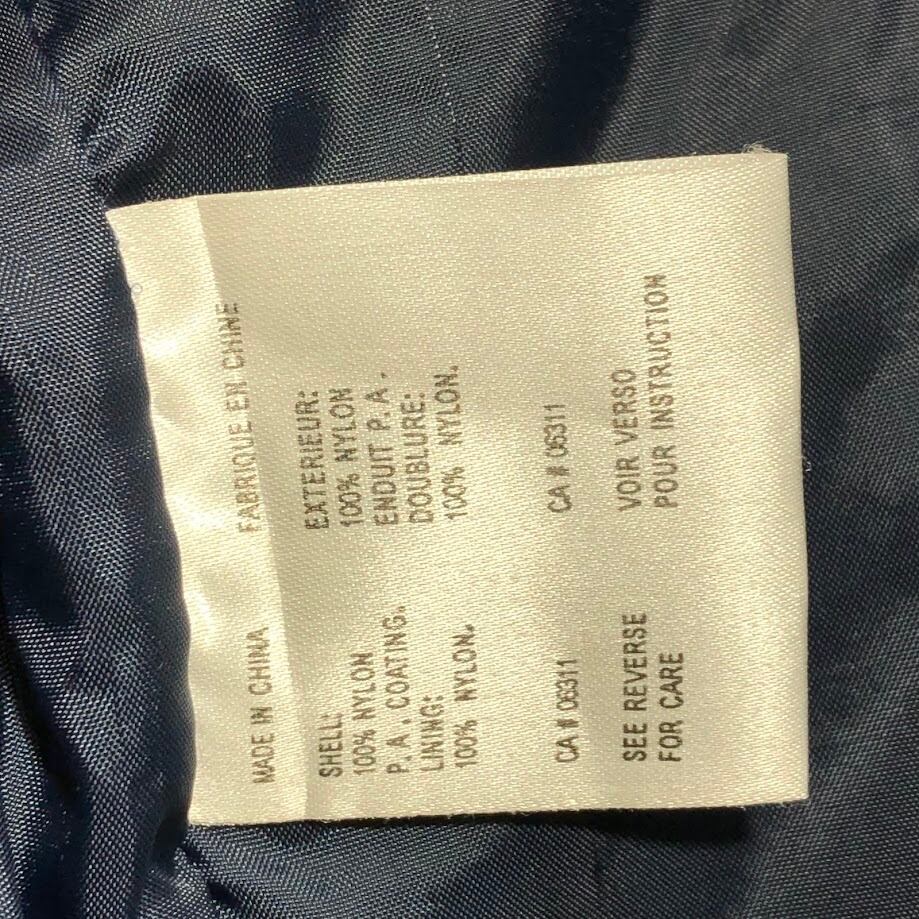 MADE IN CHINA
SHELL:
100% NYLON
P.A. COATING.
LINING:
100% NYLON.
CA # 06311
SEE REVERSE
FOR CARE
FABRIQUE EN CHINE
EXTERIEUR:
100% NYLON
ENDUIT P.A.
DOUBLURE:
100% NYLON.
CA # 06311
VOIR VERSO
POUR INSTRUCTION